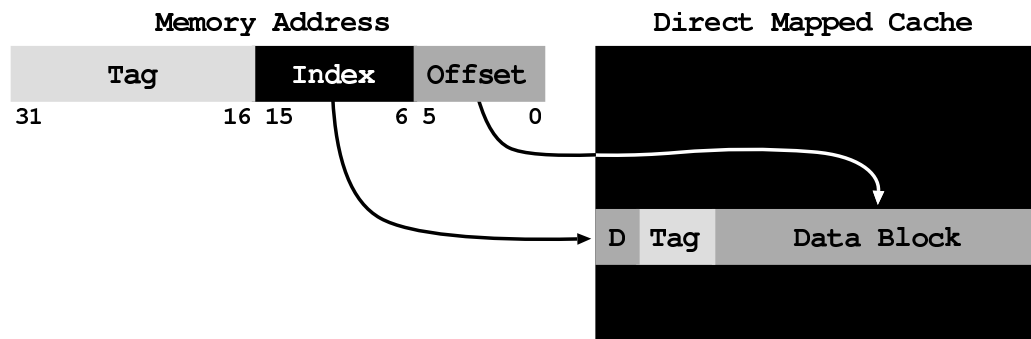 Memory Address
Direct Mapped Cache
Tag Index Offset
31 16 15 6 5 0
D Tag Data Block